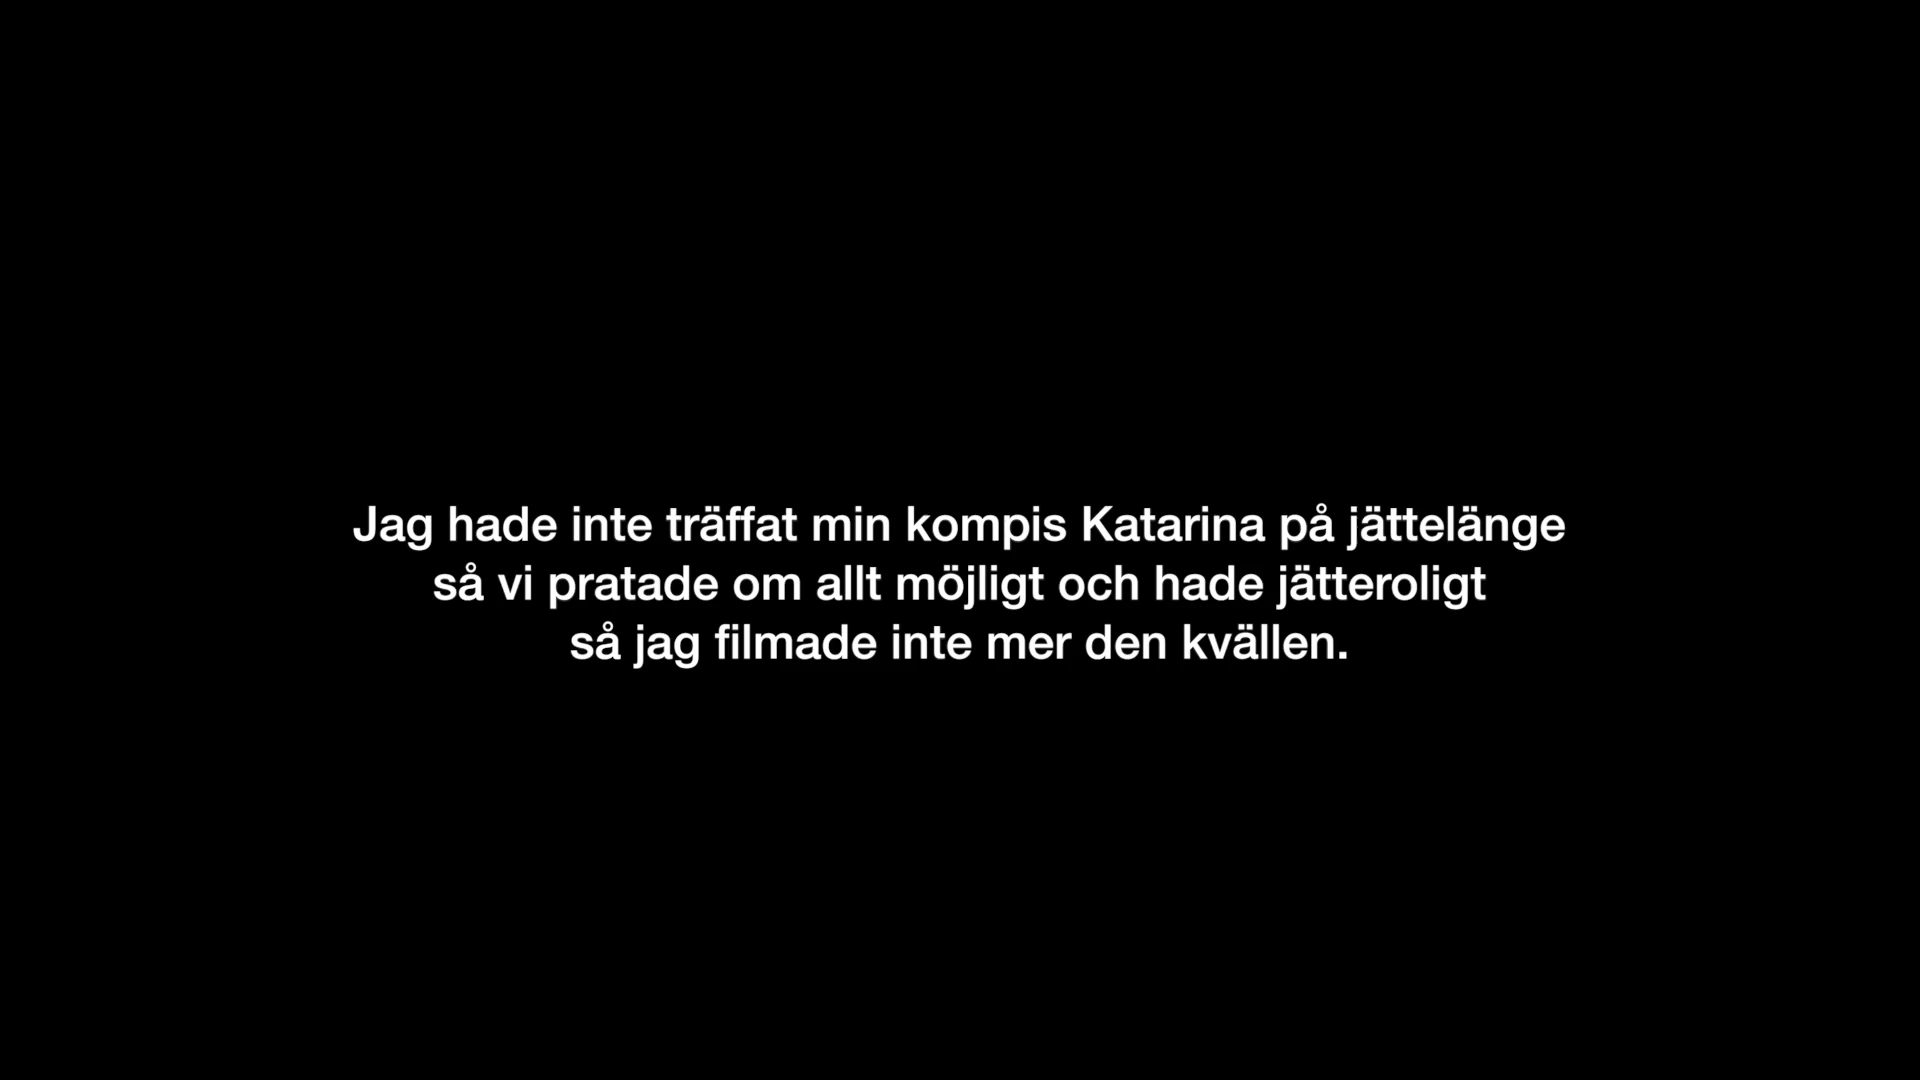 Jag hade inte träffat min kompis Katarina på jättelänge
så vi pratade om allt möjligt och hade jätteroligt
så jag filmade inte mer den kvällen.